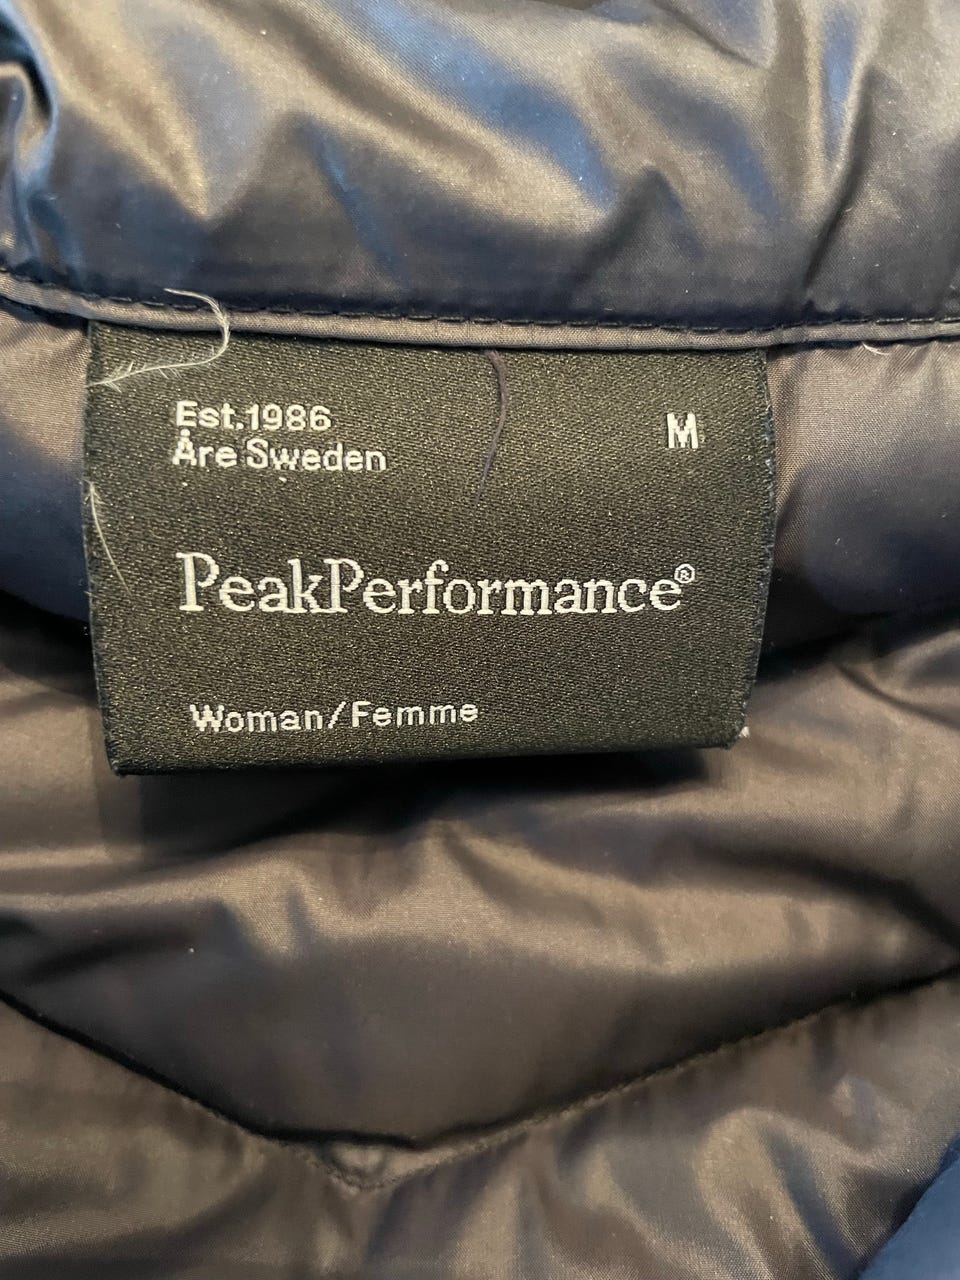 Est.1986
Åre Sweden
M
PeakPerformance®
Woman/Femme